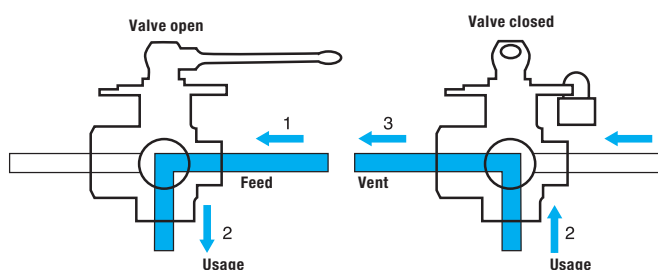 Valve open
1
Feed
2
Usage
Valve closed
3
Vent
2
Usage